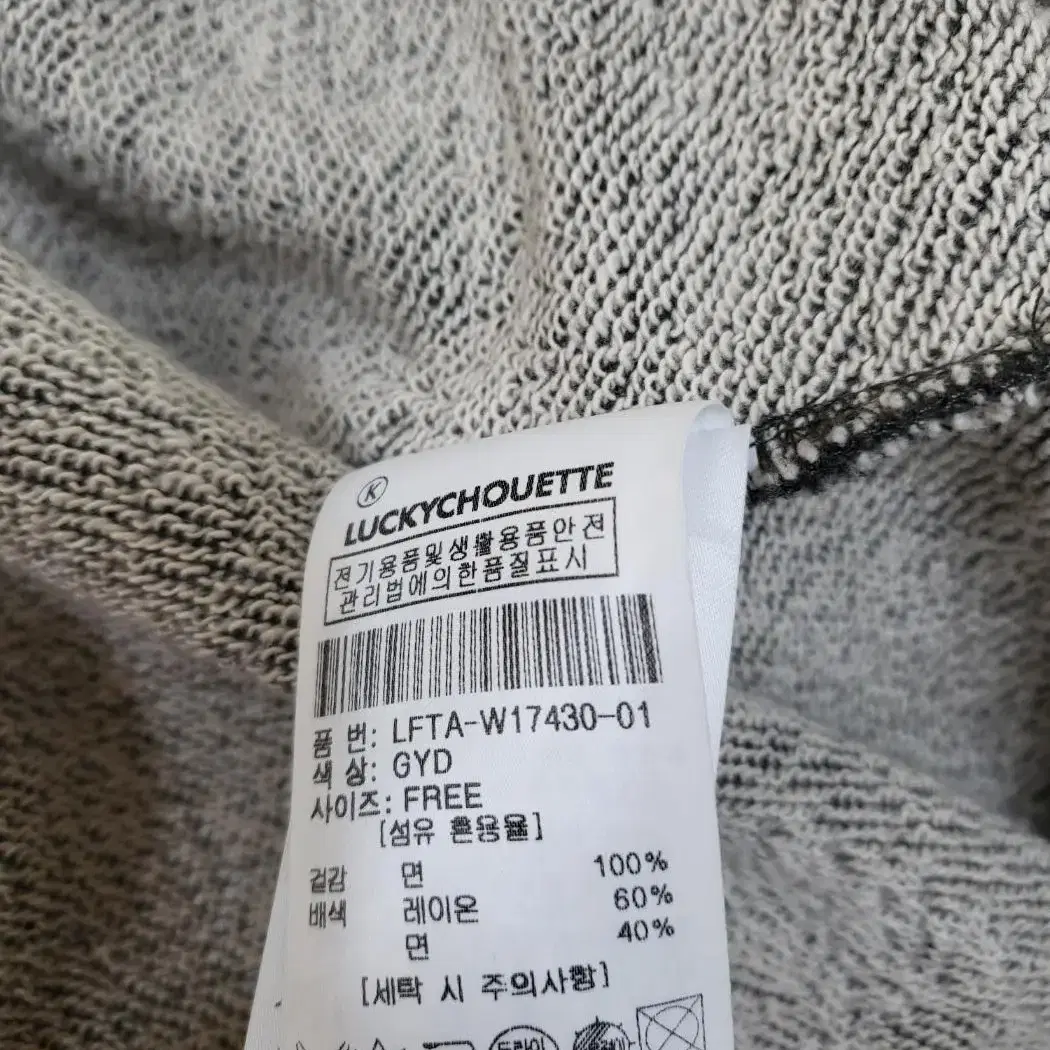 K
LUCKYCHOUETTE
전기용품및생활용품안전
관리법에의한품질표시
품 번: LFTA-W17430-01
색 상: GYD
사이즈: FREE
[섬유 혼용율]
겉감 면 100%
배색 레이온 60%
면 40%
[세탁 시 주의사항]
드라이